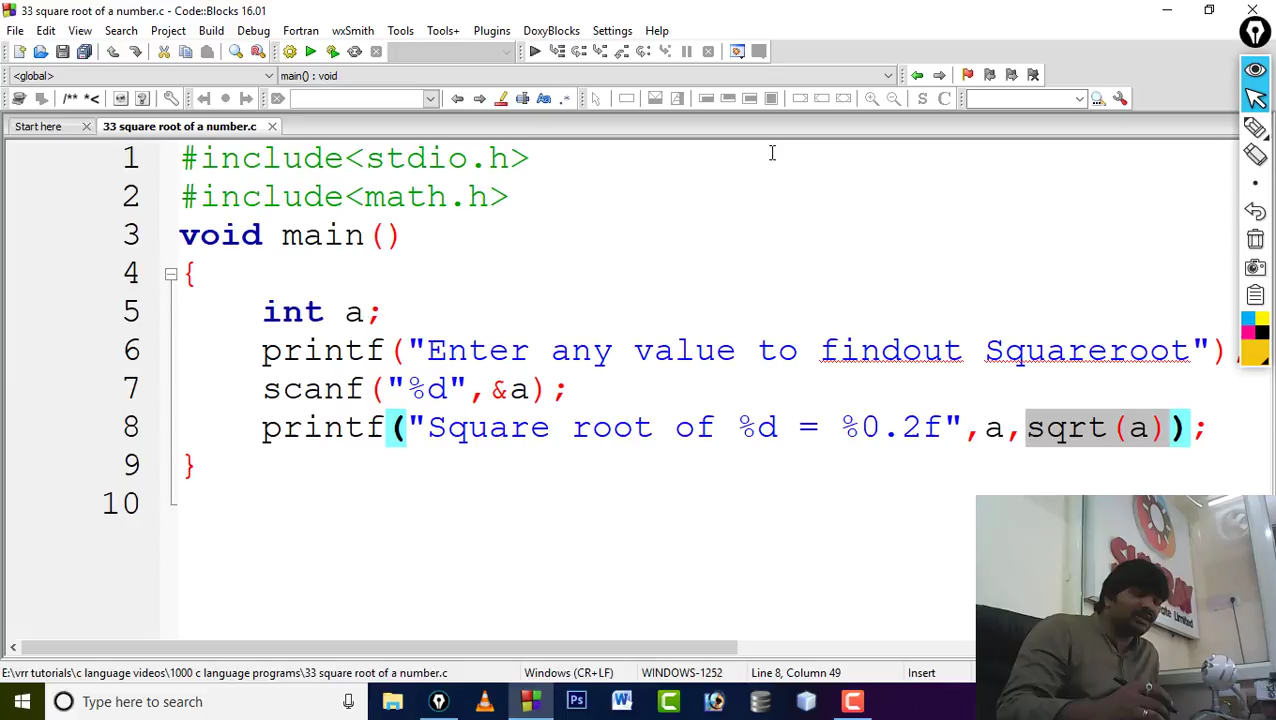 33 square root of a number.c - Code::Blocks 16.01
File Edit View Search Project Build Debug Fortran wxSmith Tools Tools+ Plugins DoxyBlocks Settings Help
<global> main() : void
/** *< Aa .* S C
Start here 33 square root of a number.c
1 #include<stdio.h>
2 #include<math.h>
3 void main()
4 {
5 int a;
6 printf("Enter any value to findout Squareroot");
7 scanf("%d",&a);
8 printf("Square root of %d = %0.2f",a,sqrt(a));
9 }
10
Private Limited
E:\vrr tutorials\c language videos\1000 c language programs\33 square root of a number.c Windows (CR+LF) WINDOWS-1252 Line 8, Column 49 Insert
Type here to search